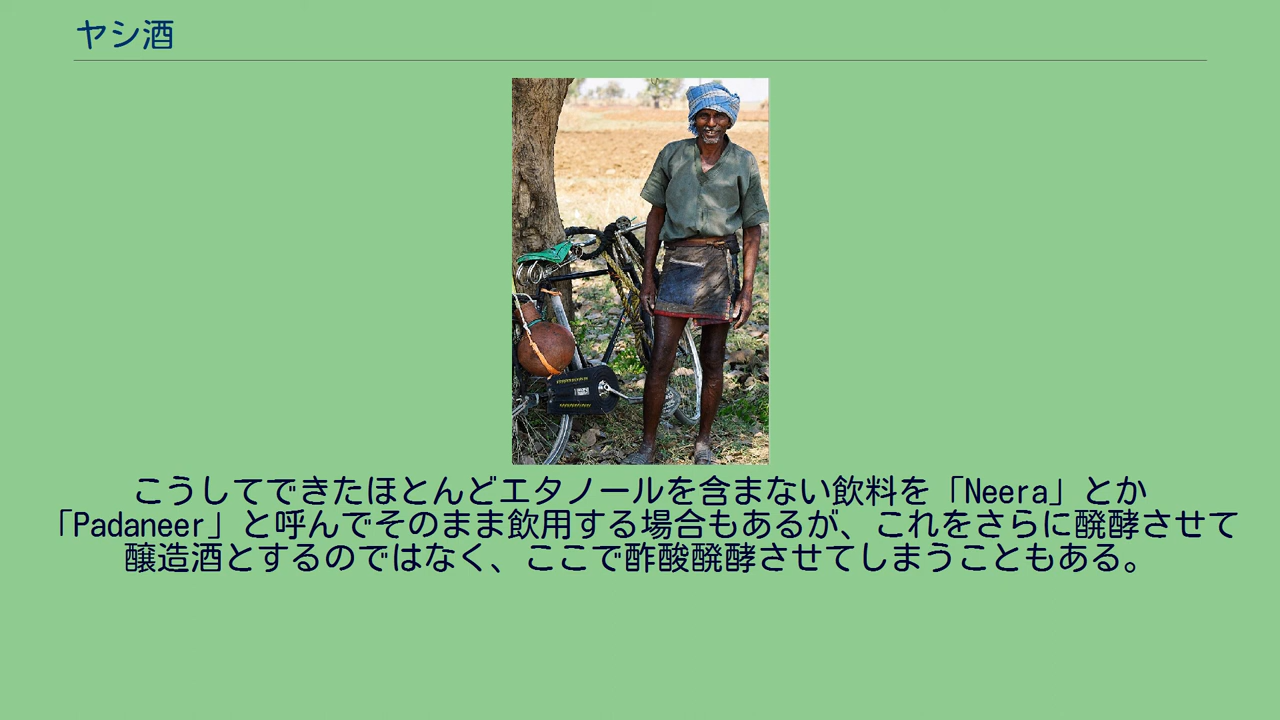 ヤシ酒
こうしてできたほとんどエタノールを含まない飲料を「Neera」とか
「Padaneer」と呼んでそのまま飲用する場合もあるが、これをさらに醗酵させて
醸造酒とするのではなく、ここで酢酸醗酵させてしまうこともある。